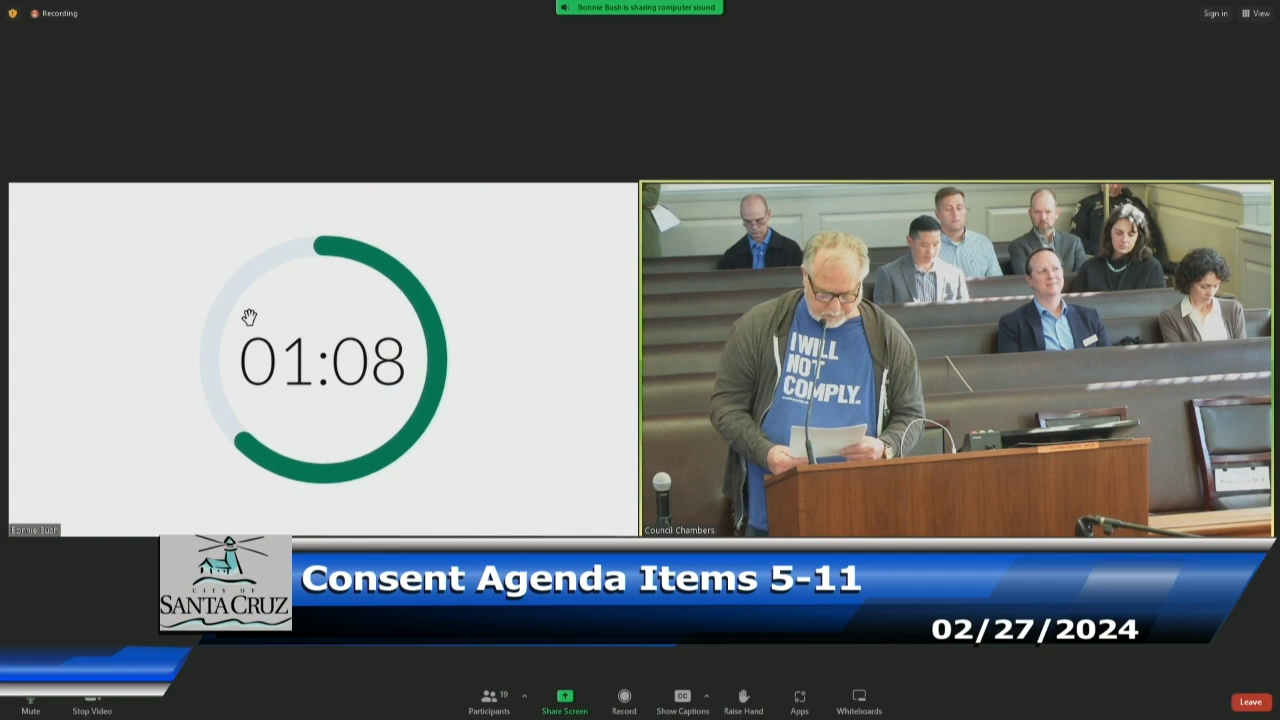 Recording
Bonnie Bush is sharing computer sound
Sign in
View
01:08
I WILL
NOT
COMPLY.
Bonnie Bush
Council Chambers
CITY OF
SANTA CRUZ
Consent Agenda Items 5-11
02/27/2024
Mute
Stop Video
Participants
19
Share Screen
CC
Record
Show Captions
Raise Hand
Apps
Whiteboards
Leave